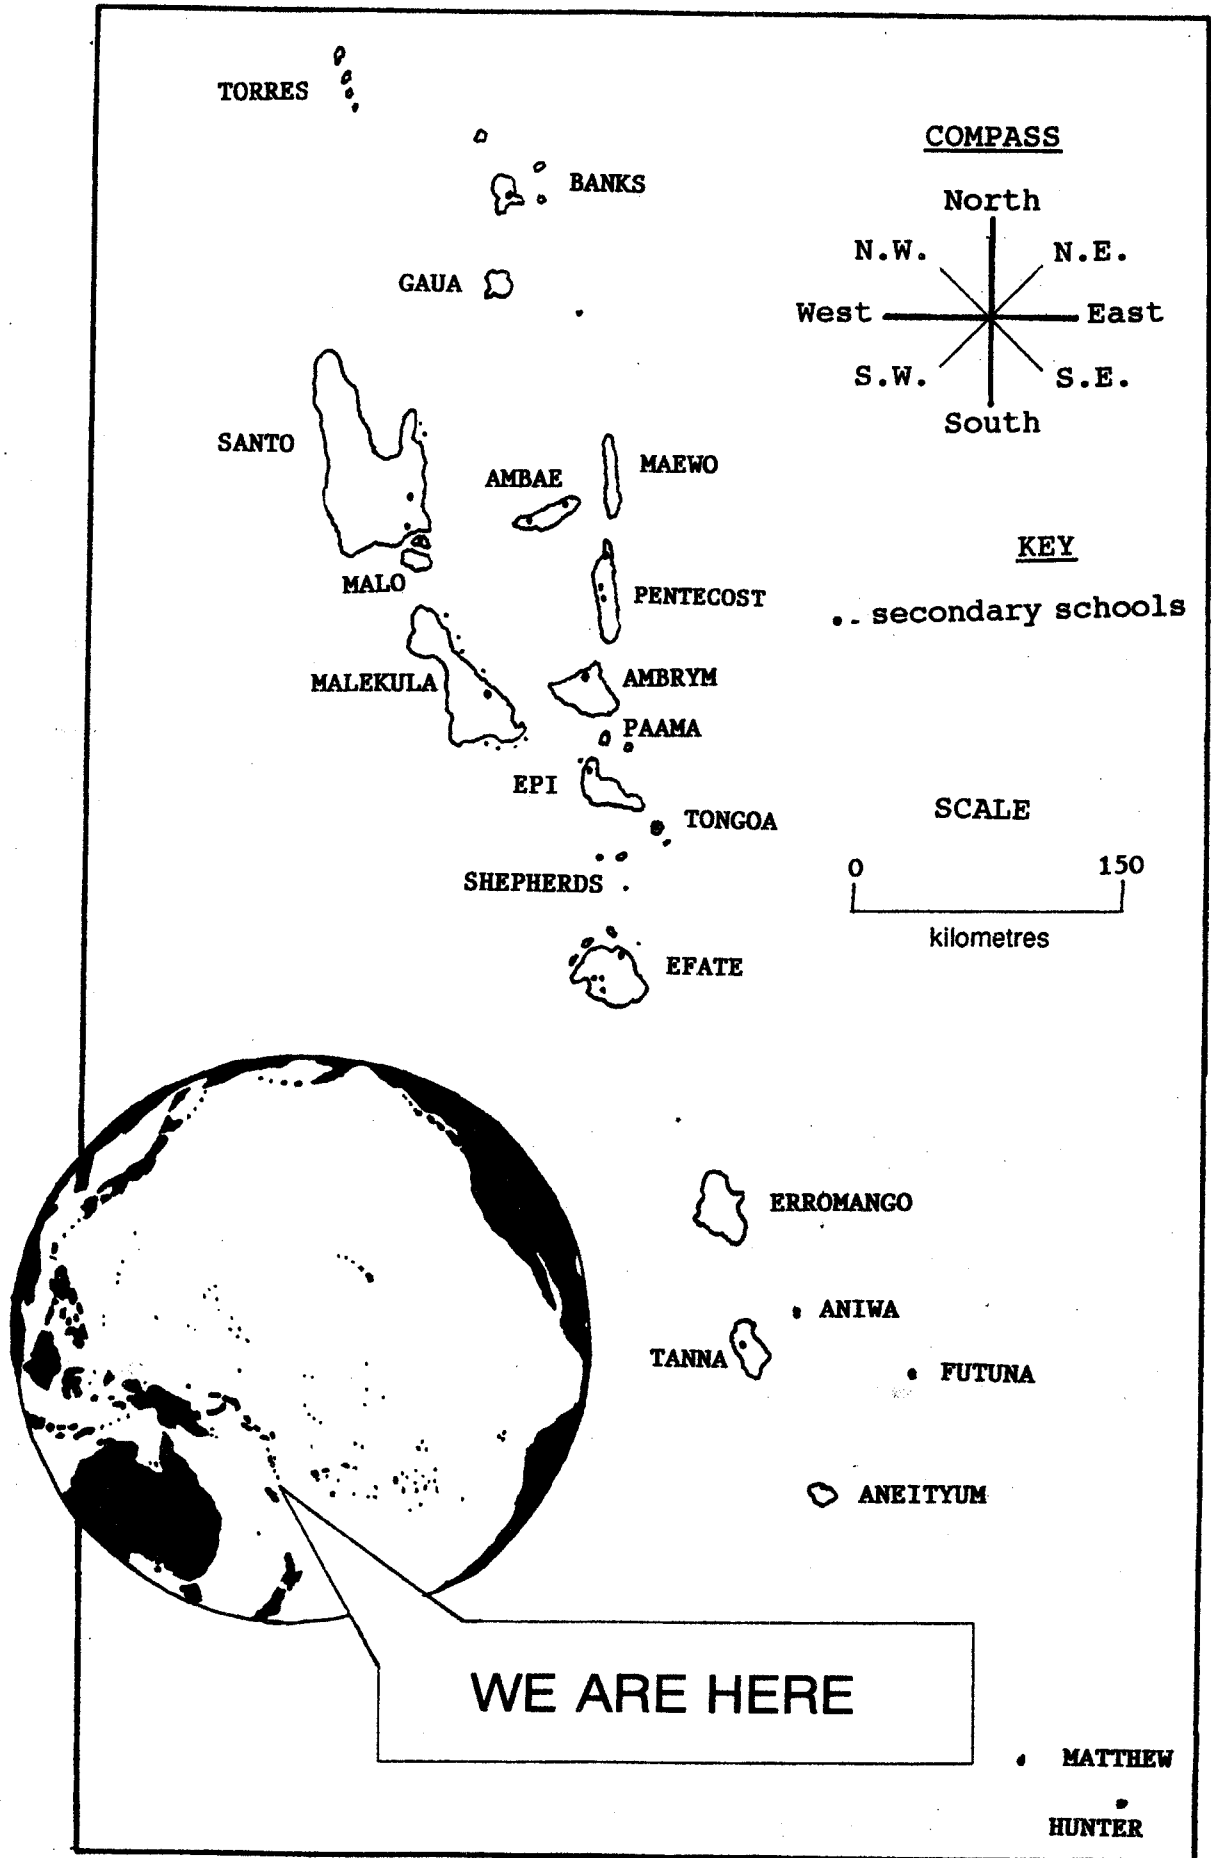 TORRES
BANKS
GAUA
COMPASS
North
N.W.
N.E.
West
East
S.W.
S.E.
South
SANTO
AMBAE
MAEWO
MALO
PENTECOST
KEY
. - secondary schools
MALEKULA
AMBRYM
PAAMA
EPI
TONGOA
SHEPHERDS
SCALE
0
150
kilometres
EFATE
ERROMANGO
ANIWA
TANNA
FUTUNA
ANEITYUM
WE ARE HERE
MATTHEW
HUNTER